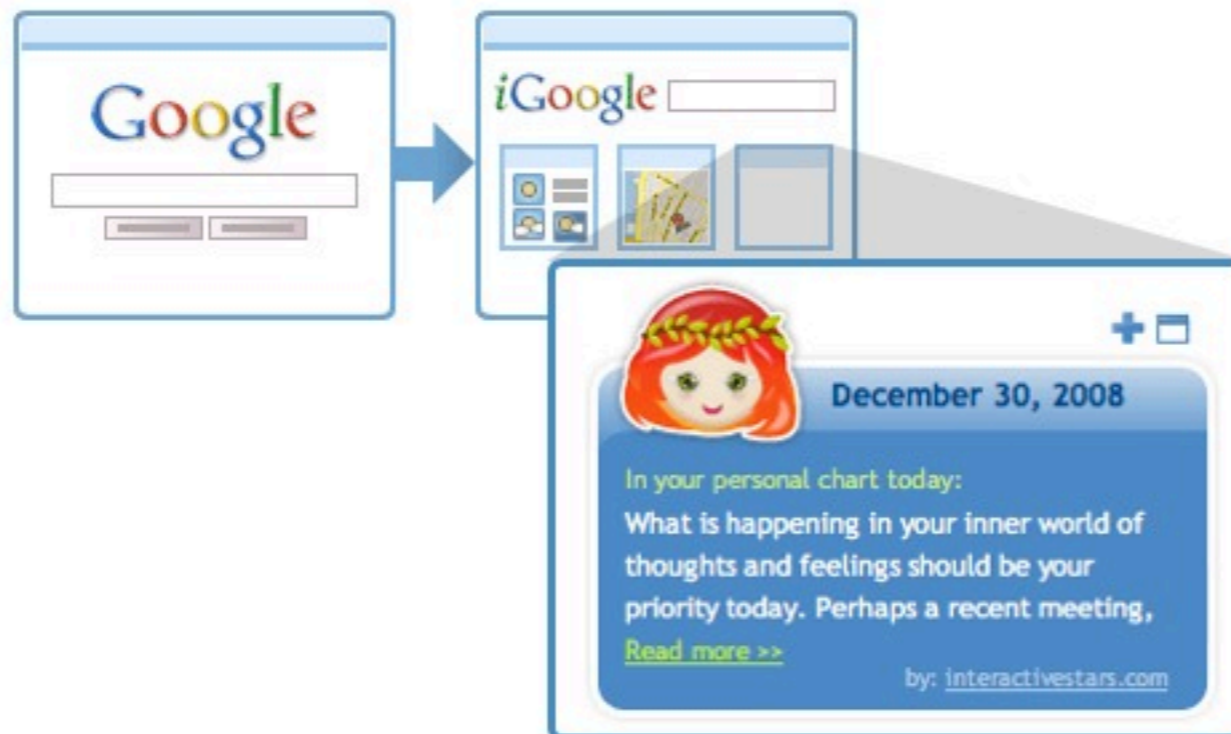 Google
iGoogle
December 30, 2008
In your personal chart today:
What is happening in your inner world of
thoughts and feelings should be your
priority today. Perhaps a recent meeting,
Read more >>
by: interactivestars.com